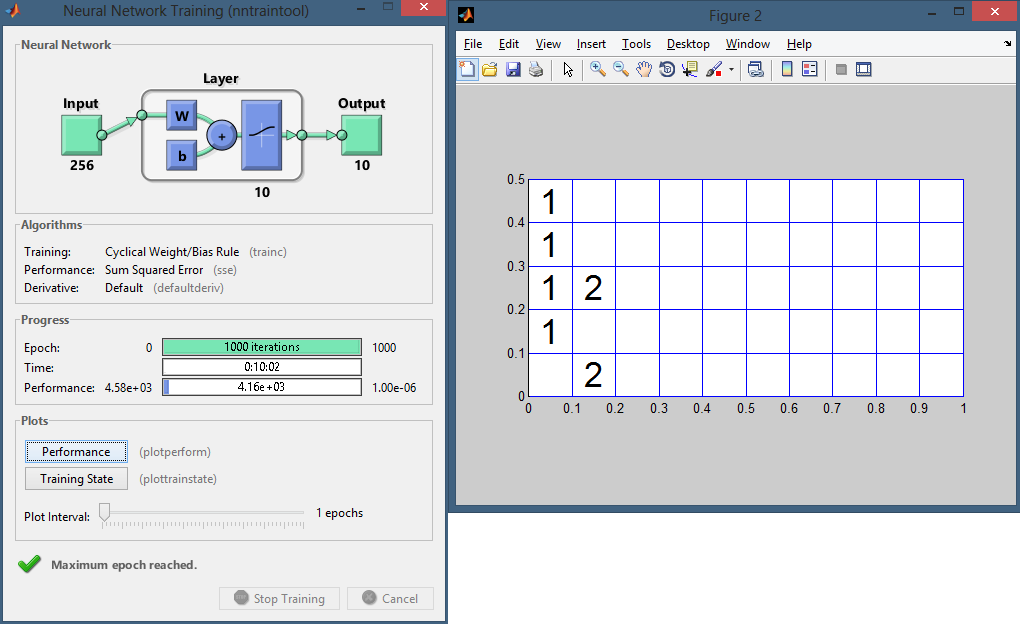 Neural Network Training (nntraintool)
Neural Network
Layer
Input
Output
W
b
+
256
10
10
Algorithms
Training: Cyclical Weight/Bias Rule (trainc)
Performance: Sum Squared Error (sse)
Derivative: Default (defaultderiv)
Progress
Epoch: 0 1000 iterations 1000
Time: 0:10:02
Performance: 4.58e+03 4.16e+03 1.00e-06
Plots
Performance (plotperform)
Training State (plottrainstate)
Plot Interval: 1 epochs
Maximum epoch reached.
Stop Training Cancel
Figure 2
File Edit View Insert Tools Desktop Window Help
0.5
1
0.4
1
0.3
1 2
0.2
1
0.1
2
0
0 0.1 0.2 0.3 0.4 0.5 0.6 0.7 0.8 0.9 1